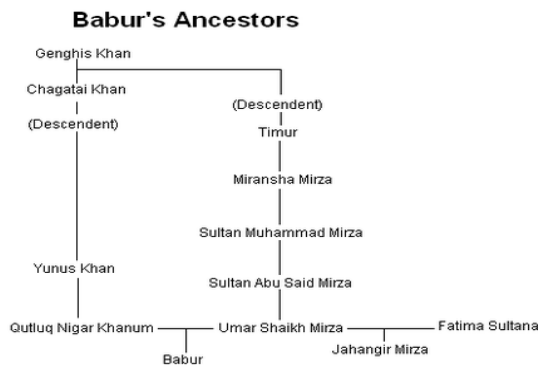 Babur's Ancestors
Genghis Khan
Chagatai Khan
(Descendent)
(Descendent)
Timur
Miransha Mirza
Sultan Muhammad Mirza
Yunus Khan
Sultan Abu Said Mirza
Qutluq Nigar Khanum
Umar Shaikh Mirza
Fatima Sultana
Babur
Jahangir Mirza